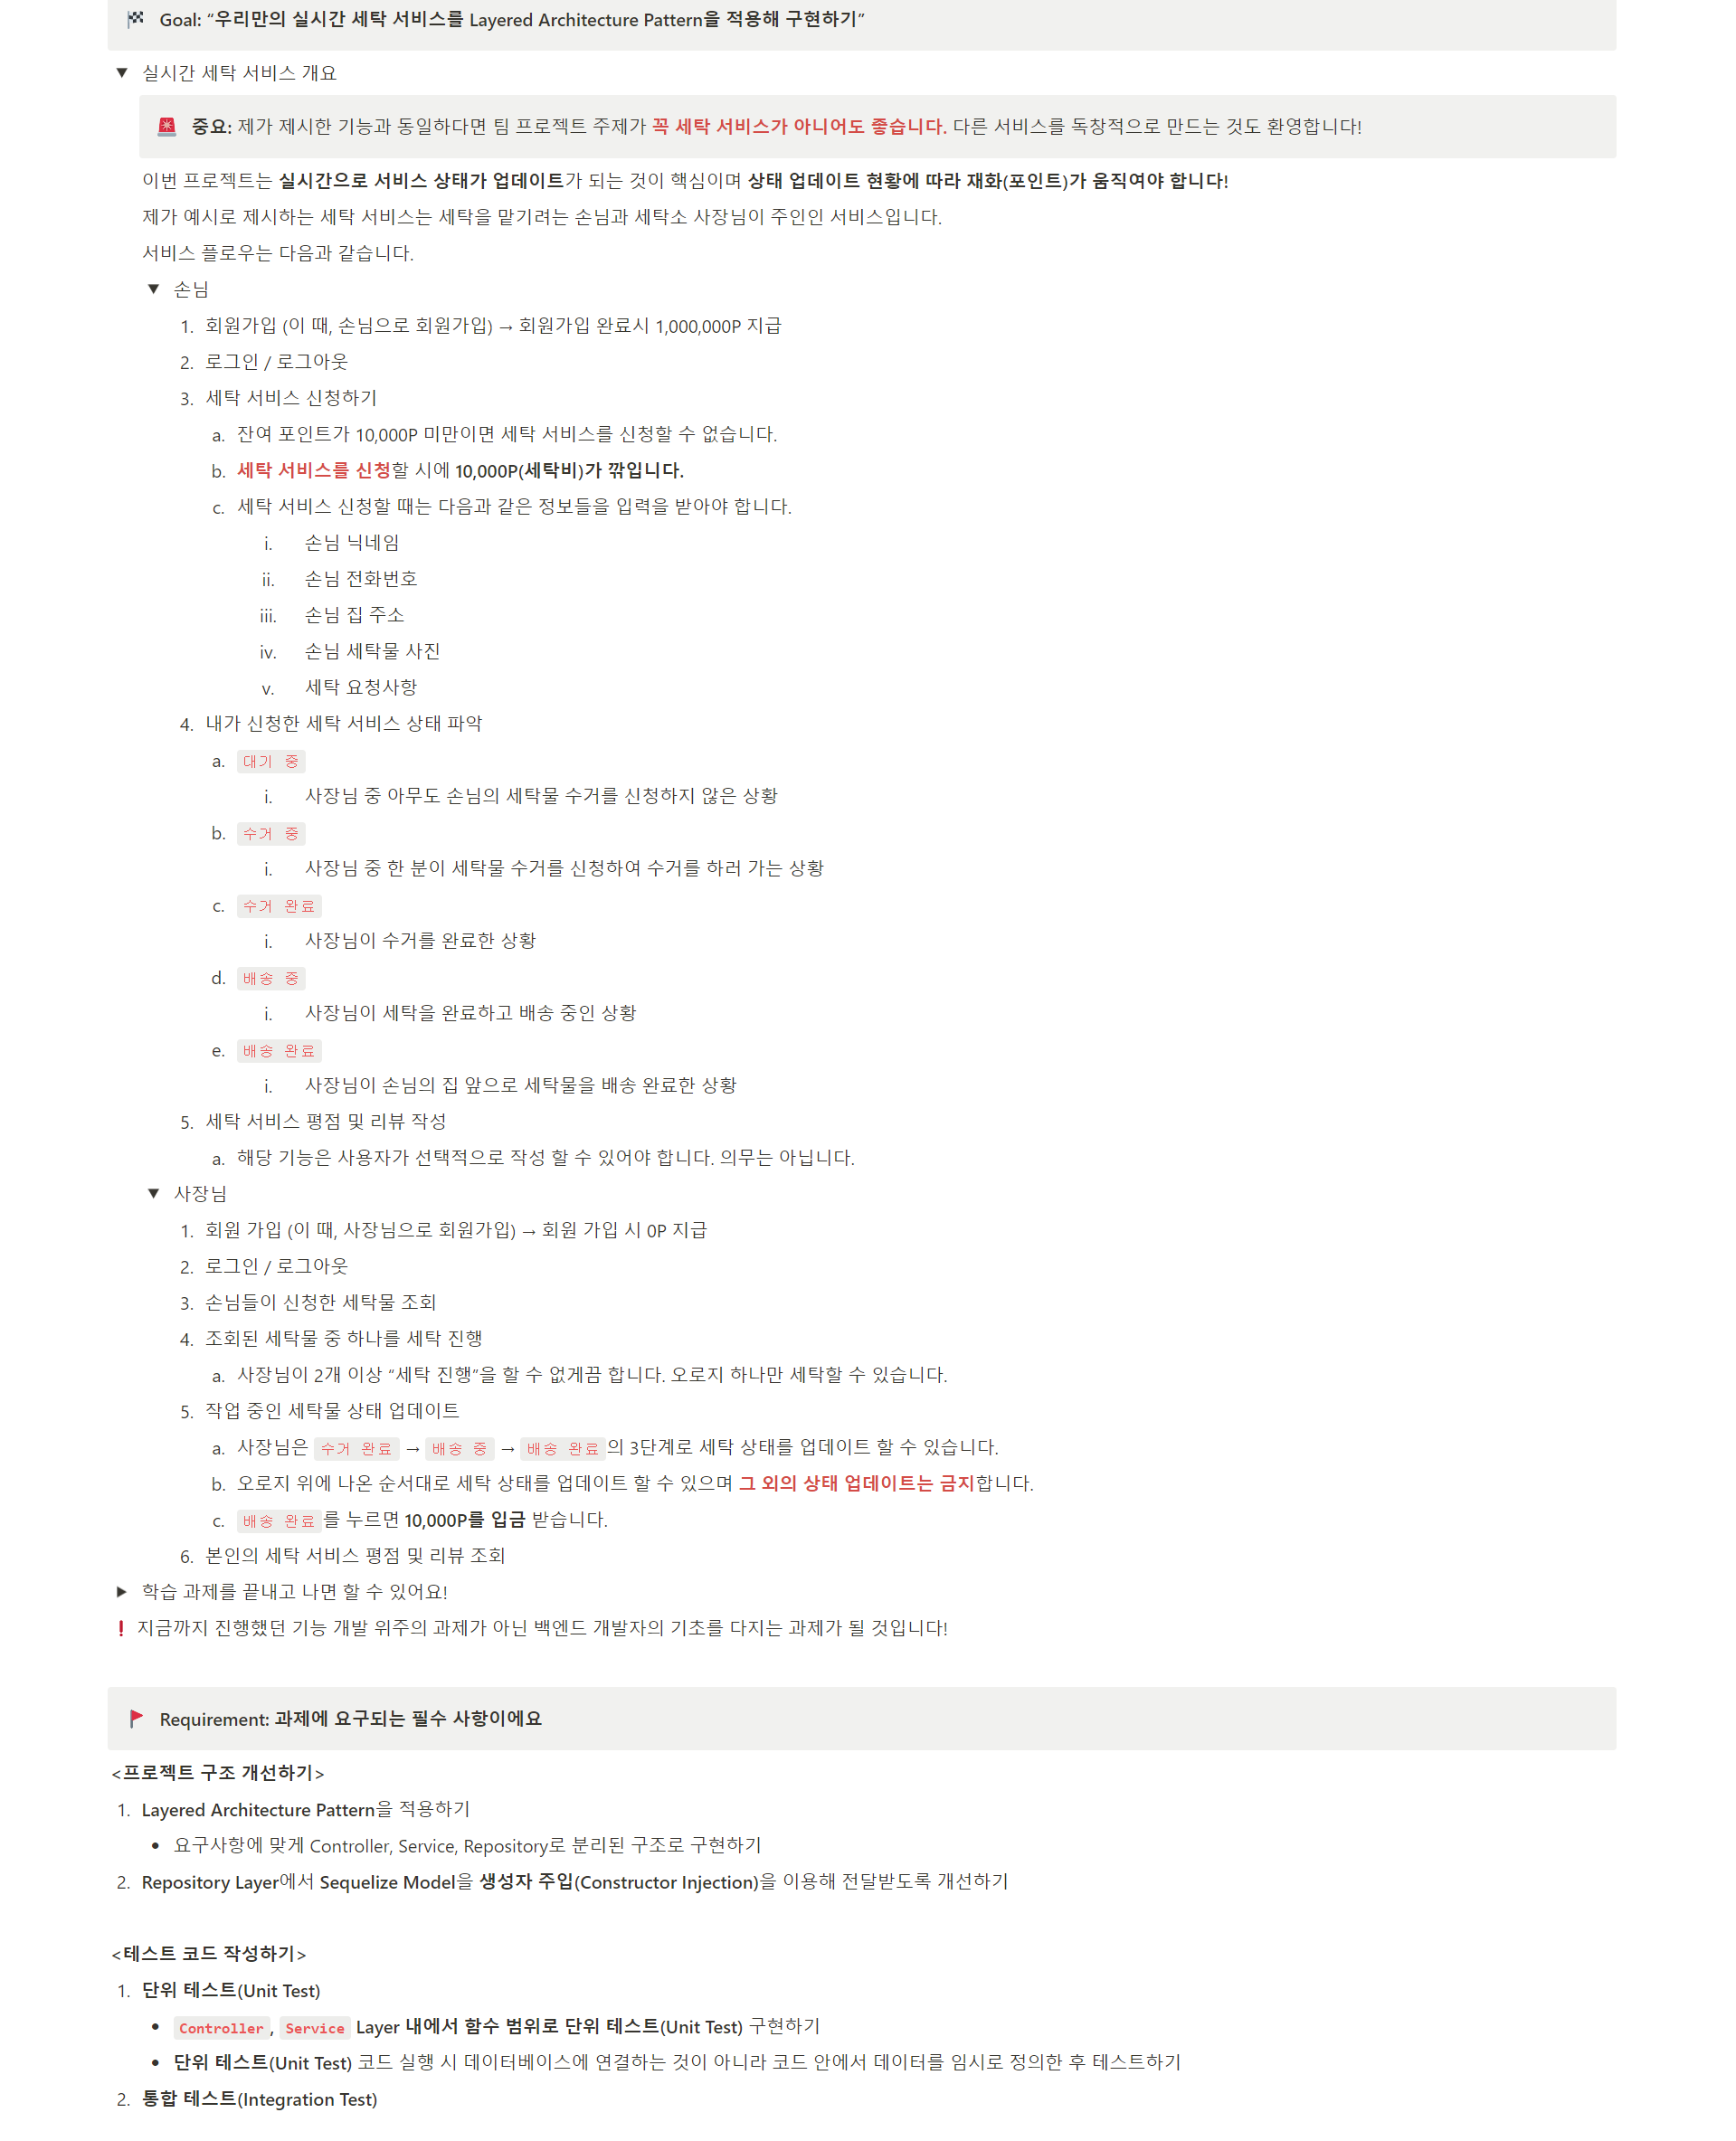 Goal: “우리만의 실시간 세탁 서비스를 Layered Architecture Pattern을 적용해 구현하기”
실시간 세탁 서비스 개요
중요: 제가 제시한 기능과 동일하다면 팀 프로젝트 주제가 꼭 세탁 서비스가 아니어도 좋습니다. 다른 서비스를 독창적으로 만드는 것도 환영합니다!
이번 프로젝트는 실시간으로 서비스 상태가 업데이트가 되는 것이 핵심이며 상태 업데이트 현황에 따라 재화(포인트)가 움직여야 합니다!
제가 예시로 제시하는 세탁 서비스는 세탁을 맡기려는 손님과 세탁소 사장님이 주인인 서비스입니다.
서비스 플로우는 다음과 같습니다.
손님
1. 회원가입 (이 때, 손님으로 회원가입) → 회원가입 완료시 1,000,000P 지급
2. 로그인 / 로그아웃
3. 세탁 서비스 신청하기
a. 잔여 포인트가 10,000P 미만이면 세탁 서비스를 신청할 수 없습니다.
b. 세탁 서비스를 신청할 시에 10,000P(세탁비)가 깎입니다.
c. 세탁 서비스 신청할 때는 다음과 같은 정보들을 입력을 받아야 합니다.
i. 손님 닉네임
ii. 손님 전화번호
iii. 손님 집 주소
iv. 손님 세탁물 사진
v. 세탁 요청사항
4. 내가 신청한 세탁 서비스 상태 파악
a. 대기 중
i. 사장님 중 아무도 손님의 세탁물 수거를 신청하지 않은 상황
b. 수거 중
i. 사장님 중 한 분이 세탁물 수거를 신청하여 수거를 하러 가는 상황
c. 수거 완료
i. 사장님이 수거를 완료한 상황
d. 배송 중
i. 사장님이 세탁을 완료하고 배송 중인 상황
e. 배송 완료
i. 사장님이 손님의 집 앞으로 세탁물을 배송 완료한 상황
5. 세탁 서비스 평점 및 리뷰 작성
a. 해당 기능은 사용자가 선택적으로 작성 할 수 있어야 합니다. 의무는 아닙니다.
사장님
1. 회원 가입 (이 때, 사장님으로 회원가입) → 회원 가입 시 0P 지급
2. 로그인 / 로그아웃
3. 손님들이 신청한 세탁물 조회
4. 조회된 세탁물 중 하나를 세탁 진행
a. 사장님이 2개 이상 “세탁 진행”을 할 수 없게끔 합니다. 오로지 하나만 세탁할 수 있습니다.
5. 작업 중인 세탁물 상태 업데이트
a. 사장님은 수거 완료 → 배송 중 → 배송 완료의 3단계로 세탁 상태를 업데이트 할 수 있습니다.
b. 오로지 위에 나온 순서대로 세탁 상태를 업데이트 할 수 있으며 그 외의 상태 업데이트는 금지합니다.
c. 배송 완료를 누르면 10,000P를 입금 받습니다.
6. 본인의 세탁 서비스 평점 및 리뷰 조회
학습 과제를 끝내고 나면 할 수 있어요!
❗ 지금까지 진행했던 기능 개발 위주의 과제가 아닌 백엔드 개발자의 기초를 다지는 과제가 될 것입니다!
Requirement: 과제에 요구되는 필수 사항이에요
<프로젝트 구조 개선하기>
1. Layered Architecture Pattern을 적용하기
• 요구사항에 맞게 Controller, Service, Repository로 분리된 구조로 구현하기
2. Repository Layer에서 Sequelize Model을 생성자 주입(Constructor Injection)을 이용해 전달받도록 개선하기
<테스트 코드 작성하기>
1. 단위 테스트(Unit Test)
• Controller, Service Layer 내에서 함수 범위로 단위 테스트(Unit Test) 구현하기
• 단위 테스트(Unit Test) 코드 실행 시 데이터베이스에 연결하는 것이 아니라 코드 안에서 데이터를 임시로 정의한 후 테스트하기
2. 통합 테스트(Integration Test)